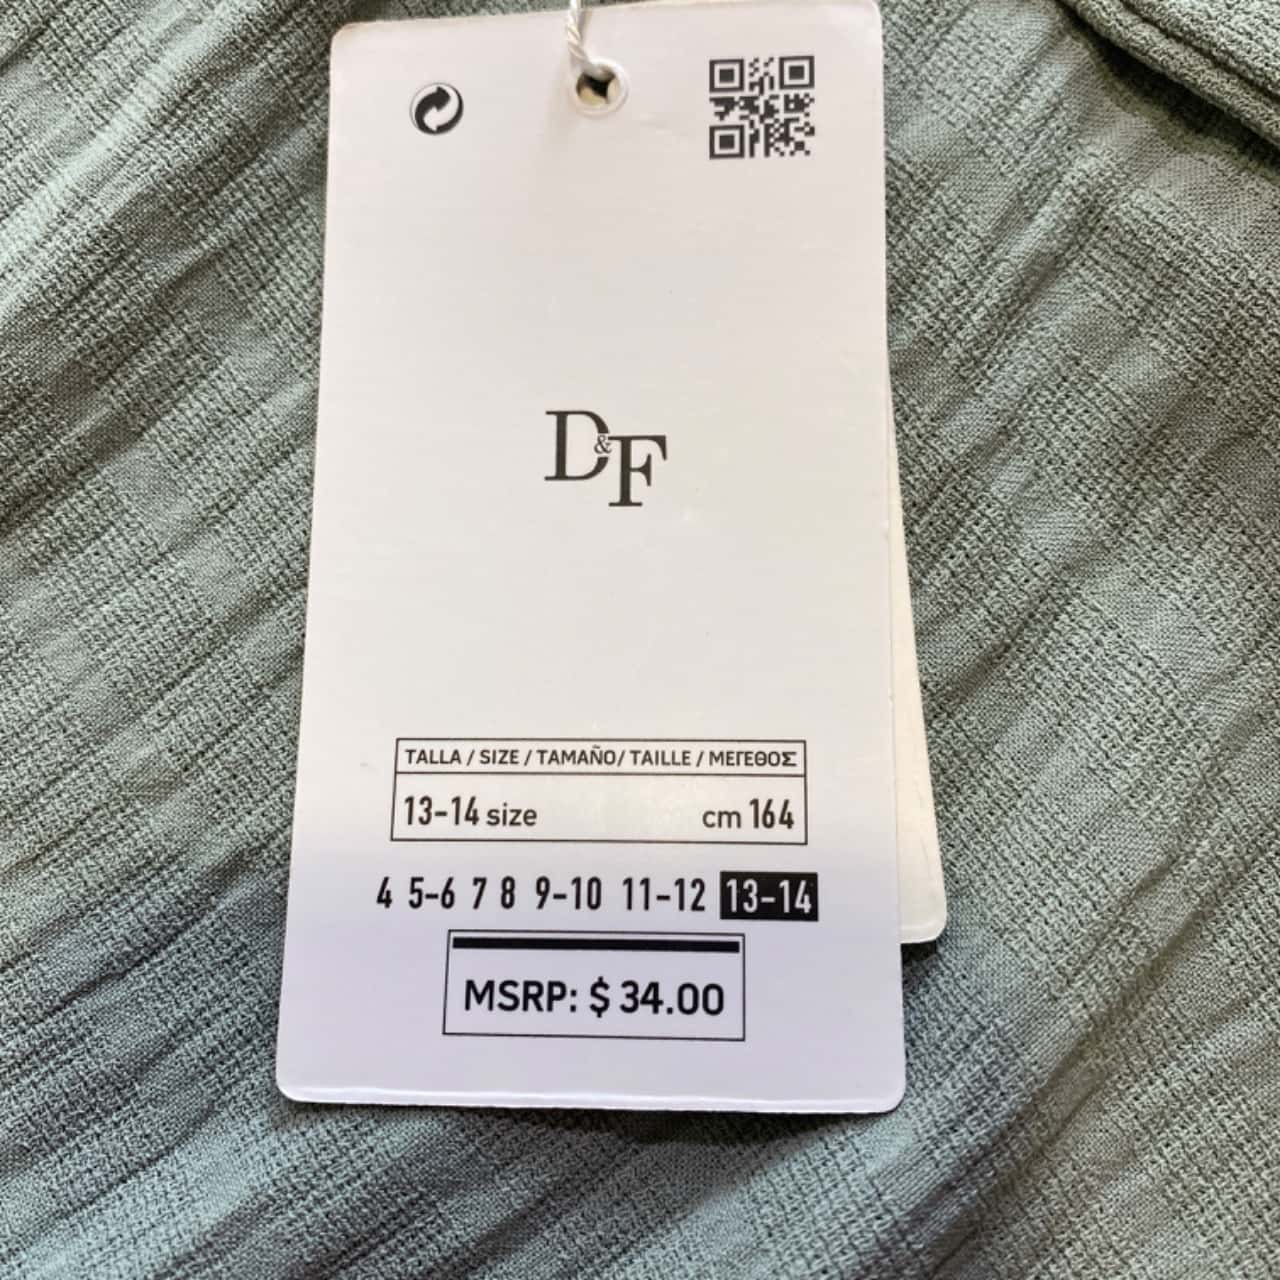 D&F
TALLA / SIZE / TAMAÑO/ TAILLE / ΜΕΓΕΘΟΣ
13-14 size cm 164
4 5-6 7 8 9-10 11-12 13-14
MSRP: $ 34.00